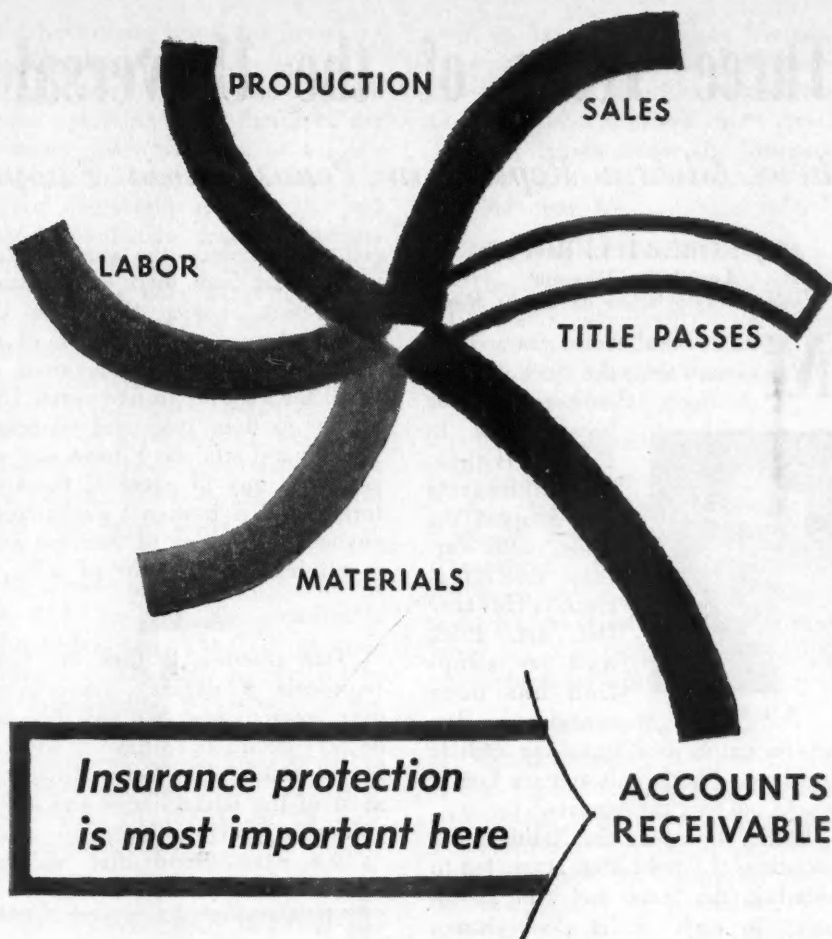 PRODUCTION
SALES
LABOR
TITLE PASSES
MATERIALS
Insurance protection
is most important here
ACCOUNTS
RECEIVABLE